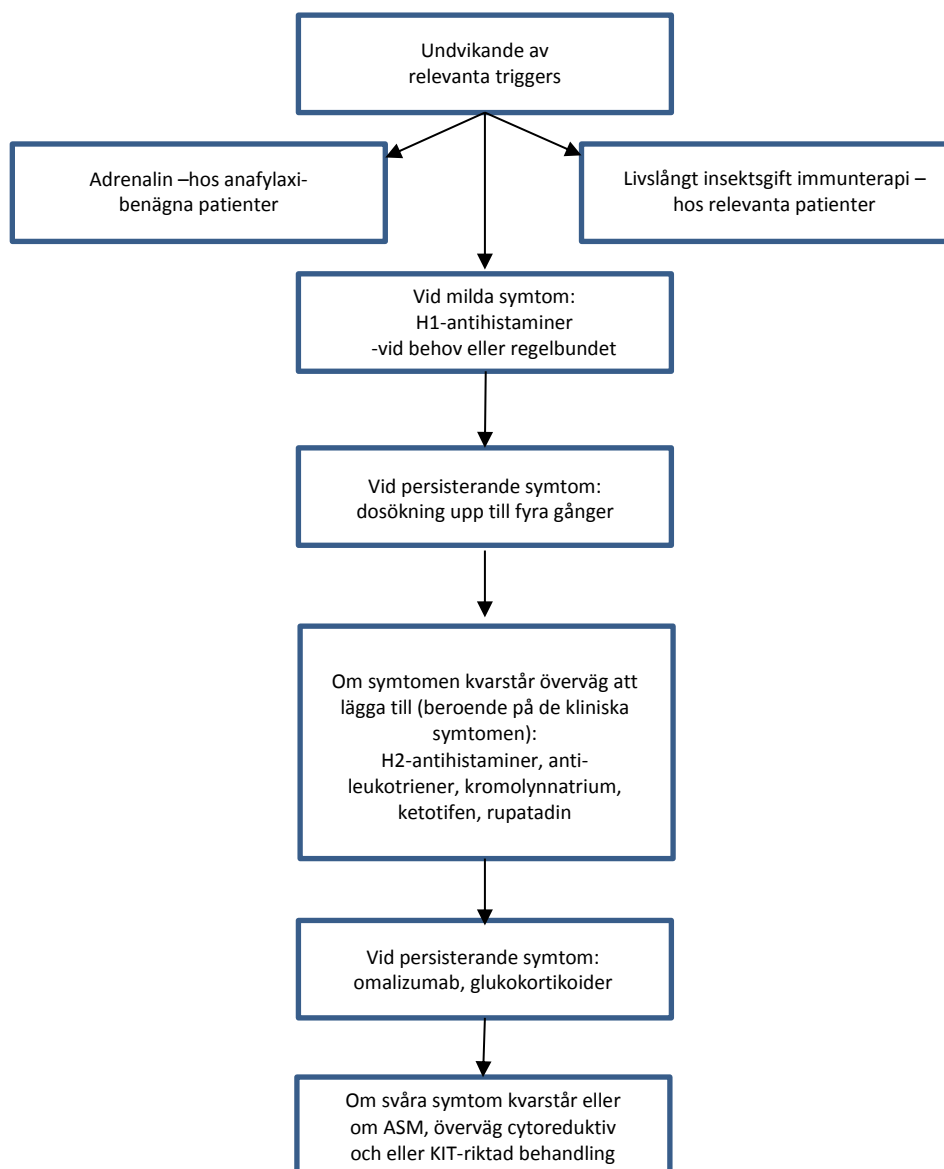 Undvikande av
relevanta triggers
Adrenalin –hos anafylaxi-
benägna patienter
Livslångt insektsgift immunterapi –
hos relevanta patienter
Vid milda symtom:
H1-antihistaminer
-vid behov eller regelbundet
Vid persisterande symtom:
dosökning upp till fyra gånger
Om symtomen kvarstår överväg att
lägga till (beroende på de kliniska
symtomen):
H2-antihistaminer, anti-
leukotriener, kromolynnatrium,
ketotifen, rupatadin
Vid persisterande symtom:
omalizumab, glukokortikoider
Om svåra symtom kvarstår eller
om ASM, överväg cytoreduktiv
och eller KIT-riktad behandling